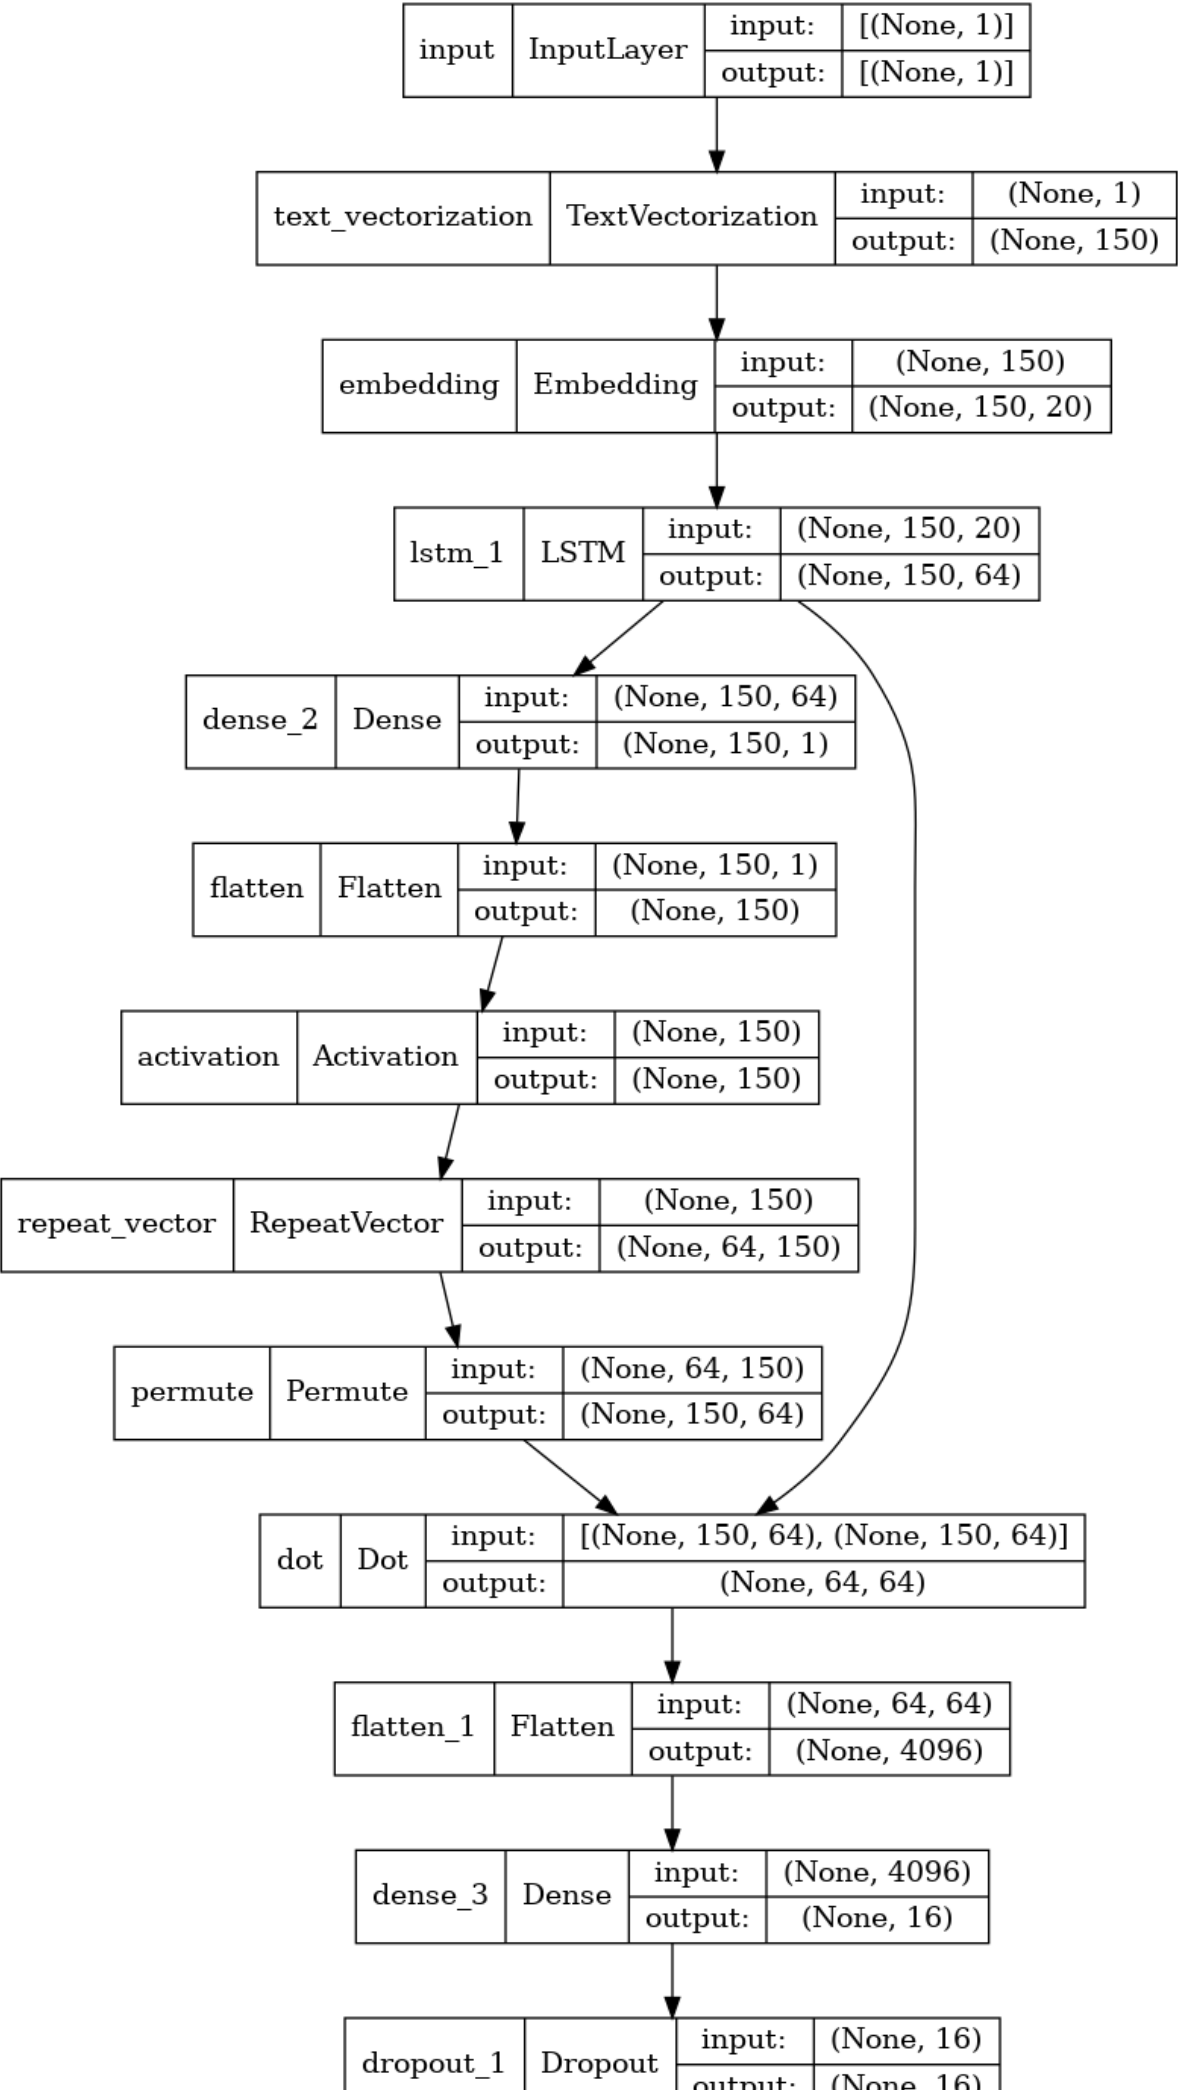 input InputLayer input: [(None, 1)]
output: [(None, 1)]
text_vectorization TextVectorization input: (None, 1)
output: (None, 150)
embedding Embedding input: (None, 150)
output: (None, 150, 20)
lstm_1 LSTM input: (None, 150, 20)
output: (None, 150, 64)
dense_2 Dense input: (None, 150, 64)
output: (None, 150, 1)
flatten Flatten input: (None, 150, 1)
output: (None, 150)
activation Activation input: (None, 150)
output: (None, 150)
repeat_vector RepeatVector input: (None, 150)
output: (None, 64, 150)
permute Permute input: (None, 64, 150)
output: (None, 150, 64)
dot Dot input: [(None, 150, 64), (None, 150, 64)]
output: (None, 64, 64)
flatten_1 Flatten input: (None, 64, 64)
output: (None, 4096)
dense_3 Dense input: (None, 4096)
output: (None, 16)
dropout_1 Dropout input: (None, 16)
output: (None, 16)